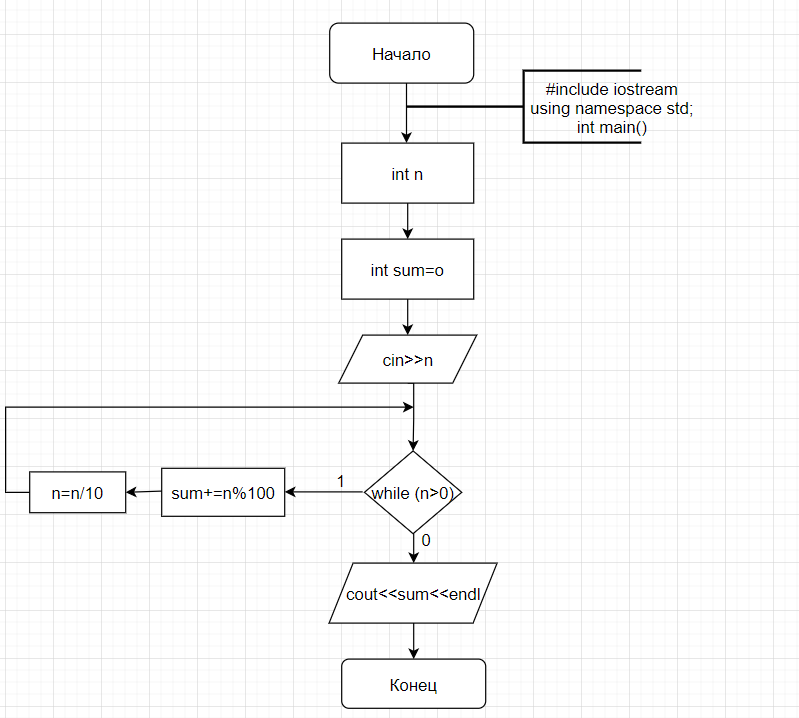 Начало
#include iostream
using namespace std;
int main()
int n
int sum=o
cin>>n
while (n>0)
1
sum+=n%100
n=n/10
0
cout<<sum<<endl
Конец